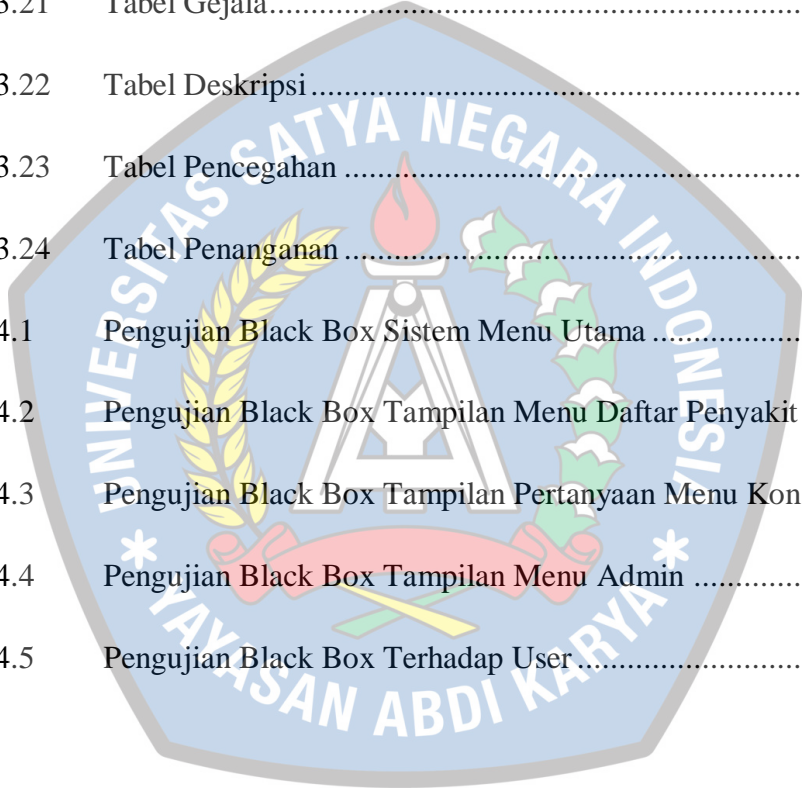 3.21 Tabel Gejala................................................................
3.22 Tabel Deskripsi...........................................................
3.23 Tabel Pencegahan.......................................................
3.24 Tabel Penanganan.......................................................
4.1 Pengujian Black Box Sistem Menu Utama..................
4.2 Pengujian Black Box Tampilan Menu Daftar Penyakit
4.3 Pengujian Black Box Tampilan Pertanyaan Menu Kon
4.4 Pengujian Black Box Tampilan Menu Admin.............
4.5 Pengujian Black Box Terhadap User...........................
UNIVERSITAS SATYA NEGARA INDONESIA
* YAYASAN ABDI KARYA *